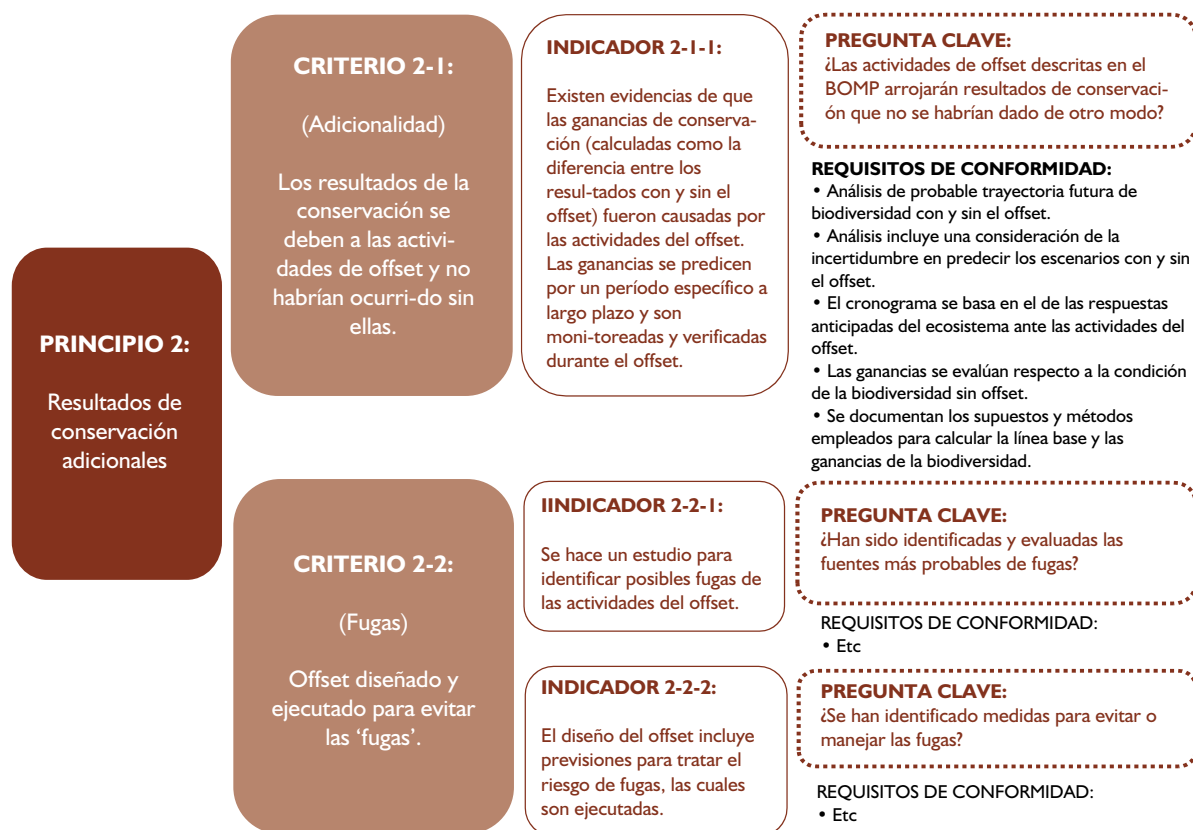 PRINCIPIO 2:
Resultados de
conservación
adicionales
CRITERIO 2-1:
(Adicionalidad)
Los resultados de la
conservación se
deben a las activi-
dades de offset y no
habrían ocurri-do sin
ellas.
INDICADOR 2-1-1:
Existen evidencias de que
las ganancias de conserva-
ción (calculadas como la
diferencia entre los
resul-tados con y sin el
offset) fueron causadas por
las actividades del offset.
Las ganancias se predicen
por un período específico a
largo plazo y son
moni-toreadas y verificadas
durante el offset.
PREGUNTA CLAVE:
¿Las actividades de offset descritas en el
BOMP arrojarán resultados de conservaci-
ón que no se habrían dado de otro modo?
REQUISITOS DE CONFORMIDAD:
• Análisis de probable trayectoria futura de
biodiversidad con y sin el offset.
• Análisis incluye una consideración de la
incertidumbre en predecir los escenarios con y sin
el offset.
• El cronograma se basa en el de las respuestas
anticipadas del ecosistema ante las actividades del
offset.
• Las ganancias se evalúan respecto a la condición
de la biodiversidad sin offset.
• Se documentan los supuestos y métodos
empleados para calcular la línea base y las
ganancias de la biodiversidad.
CRITERIO 2-2:
(Fugas)
Offset diseñado y
ejecutado para evitar
las ‘fugas’.
IINDICADOR 2-2-1:
Se hace un estudio para
identificar posibles fugas de
las actividades del offset.
PREGUNTA CLAVE:
¿Han sido identificadas y evaluadas las
fuentes más probables de fugas?
REQUISITOS DE CONFORMIDAD:
• Etc
INDICADOR 2-2-2:
El diseño del offset incluye
previsiones para tratar el
riesgo de fugas, las cuales
son ejecutadas.
PREGUNTA CLAVE:
¿Se han identificado medidas para evitar o
manejar las fugas?
REQUISITOS DE CONFORMIDAD:
• Etc